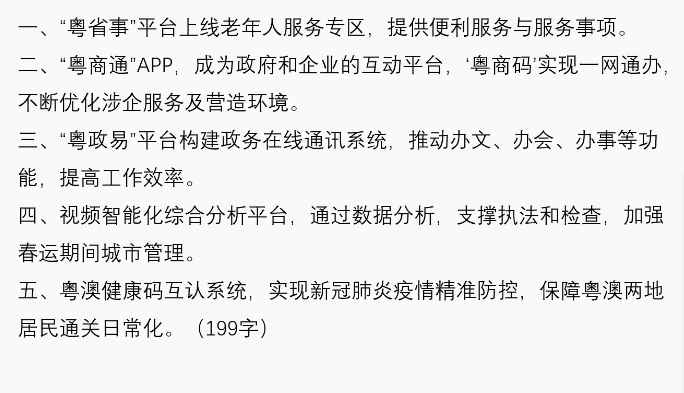 一、“粤省事”平台上线老年人服务专区，提供便利服务与服务事项。
二、“粤商通”APP，成为政府和企业的互动平台，‘粤商码’实现一网通办，
不断优化涉企服务及营造环境。
三、“粤政易”平台构建政务在线通讯系统，推动办文、办会、办事等功
能，提高工作效率。
四、视频智能化综合分析平台，通过数据分析，支撑执法和检查，加强
春运期间城市管理。
五、粤澳健康码互认系统，实现新冠肺炎疫情精准防控，保障粤澳两地
居民通关日常化。（199字）